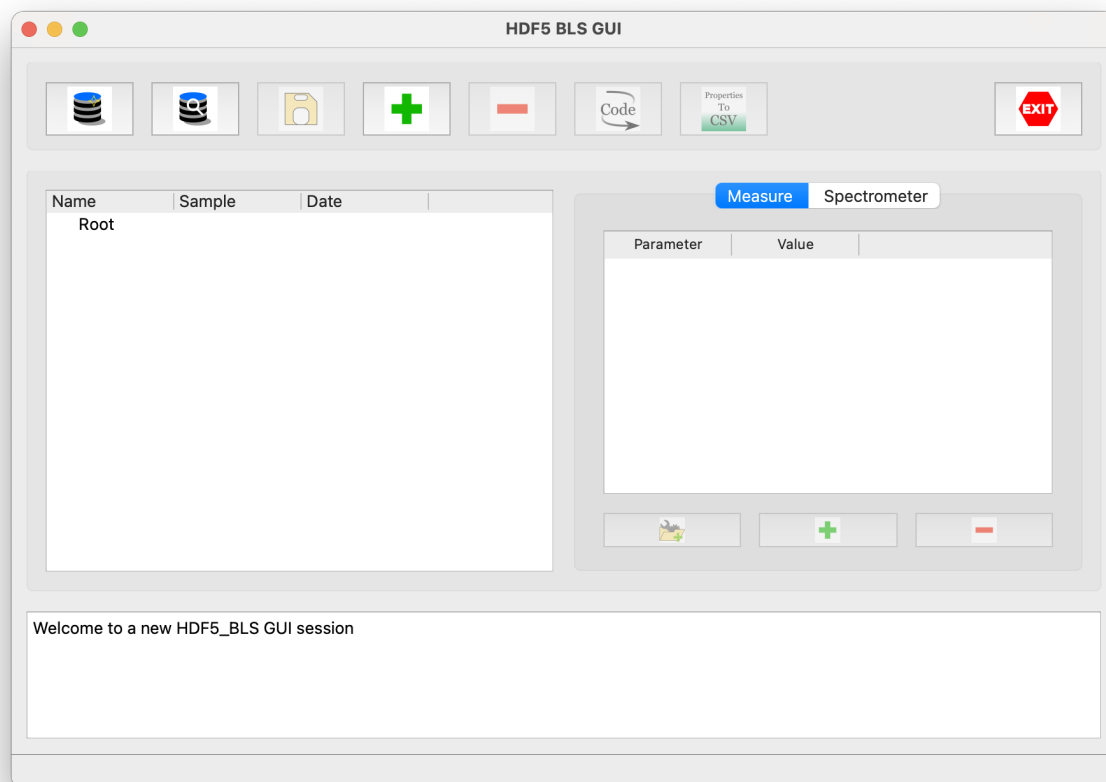 HDF5 BLS GUI
Code
Properties
To
CSV
EXIT
Name Sample Date
Root
Measure Spectrometer
Parameter Value
Welcome to a new HDF5_BLS GUI session